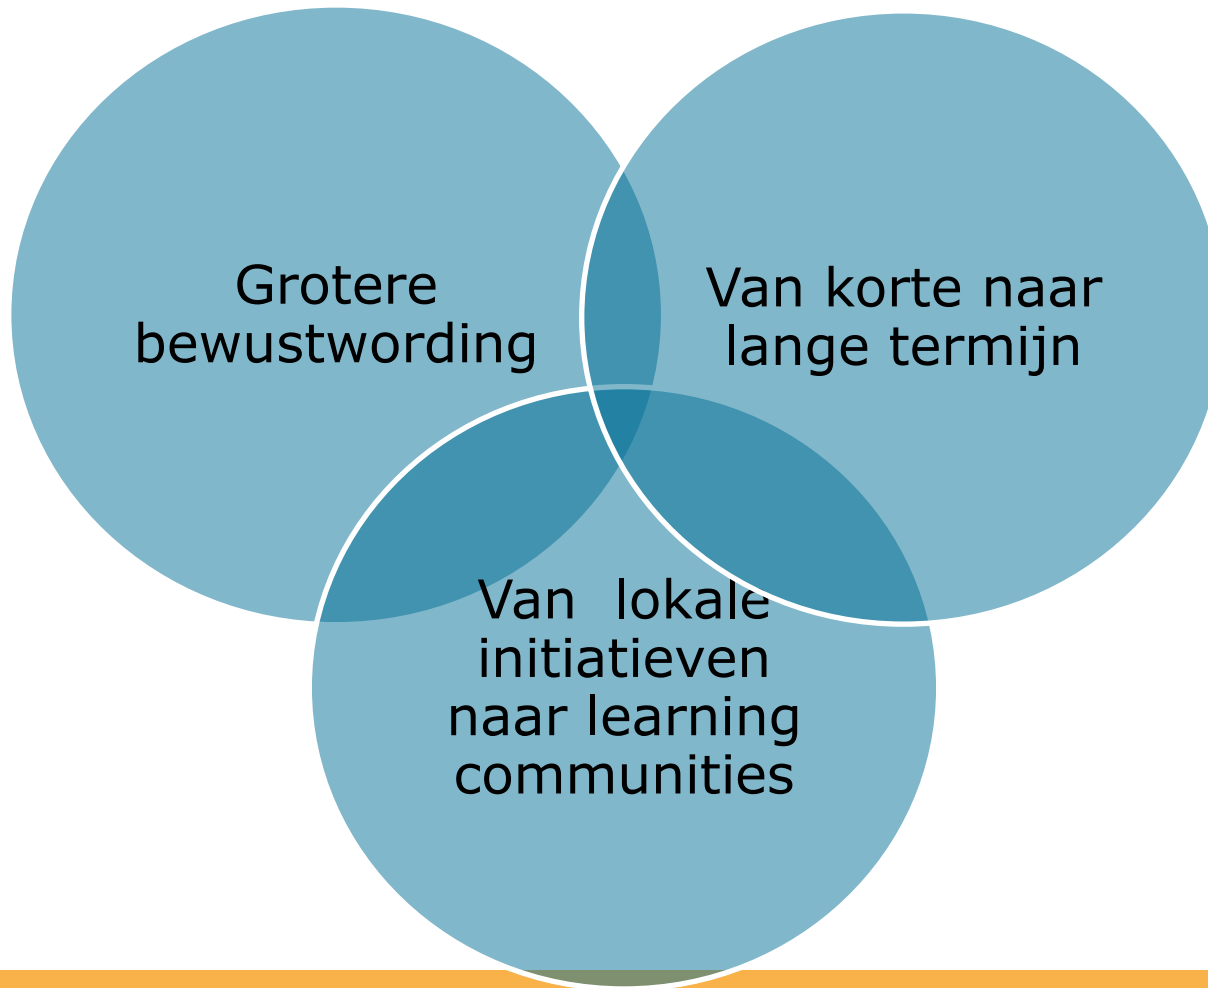 Grotere
bewustwording
Van korte naar
lange termijn
Van  lokale
initiatieven
naar learning
communities